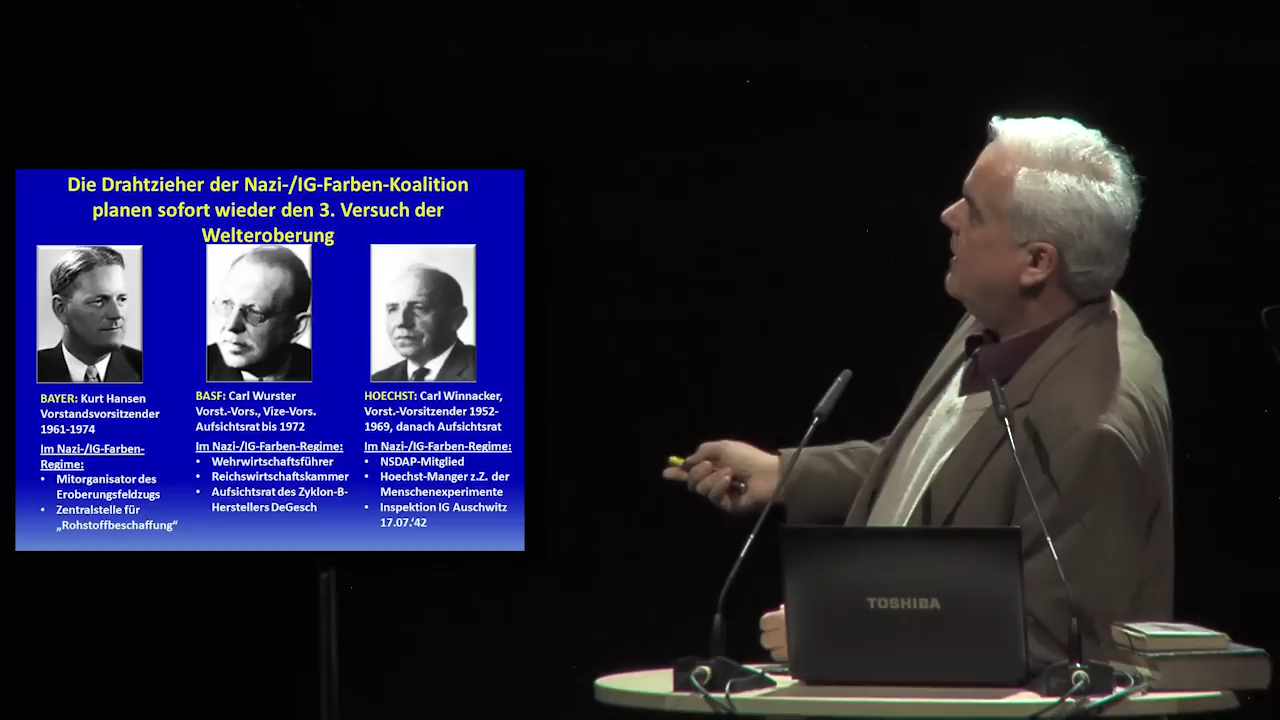 Die Drahtzieher der Nazi-/IG-Farben-Koalition
planen sofort wieder den 3. Versuch der
Welteroberung
BAYER: Kurt Hansen
Vorstandsvorsitzender
1961-1974
Im Nazi-/IG-Farben-
Regime:
• Mitorganisator des
Eroberungsfeldzugs
• Zentralstelle für
„Rohstoffbeschaffung“
BASF: Carl Wurster
Vorst.-Vors., Vize-Vors.
Aufsichtsrat bis 1972
Im Nazi-/IG-Farben-Regime:
• Wehrwirtschaftsführer
• Reichswirtschaftskammer
• Aufsichtsrat des Zyklon-B-
Herstellers DeGesch
HOECHST: Carl Winnacker,
Vorst.-Vorsitzender 1952-
1969, danach Aufsichtsrat
Im Nazi-/IG-Farben-Regime:
• NSDAP-Mitglied
• Hoechst-Manger z.Z. der
Menschenexperimente
• Inspektion IG Auschwitz
17.07.‘42
TOSHIBA